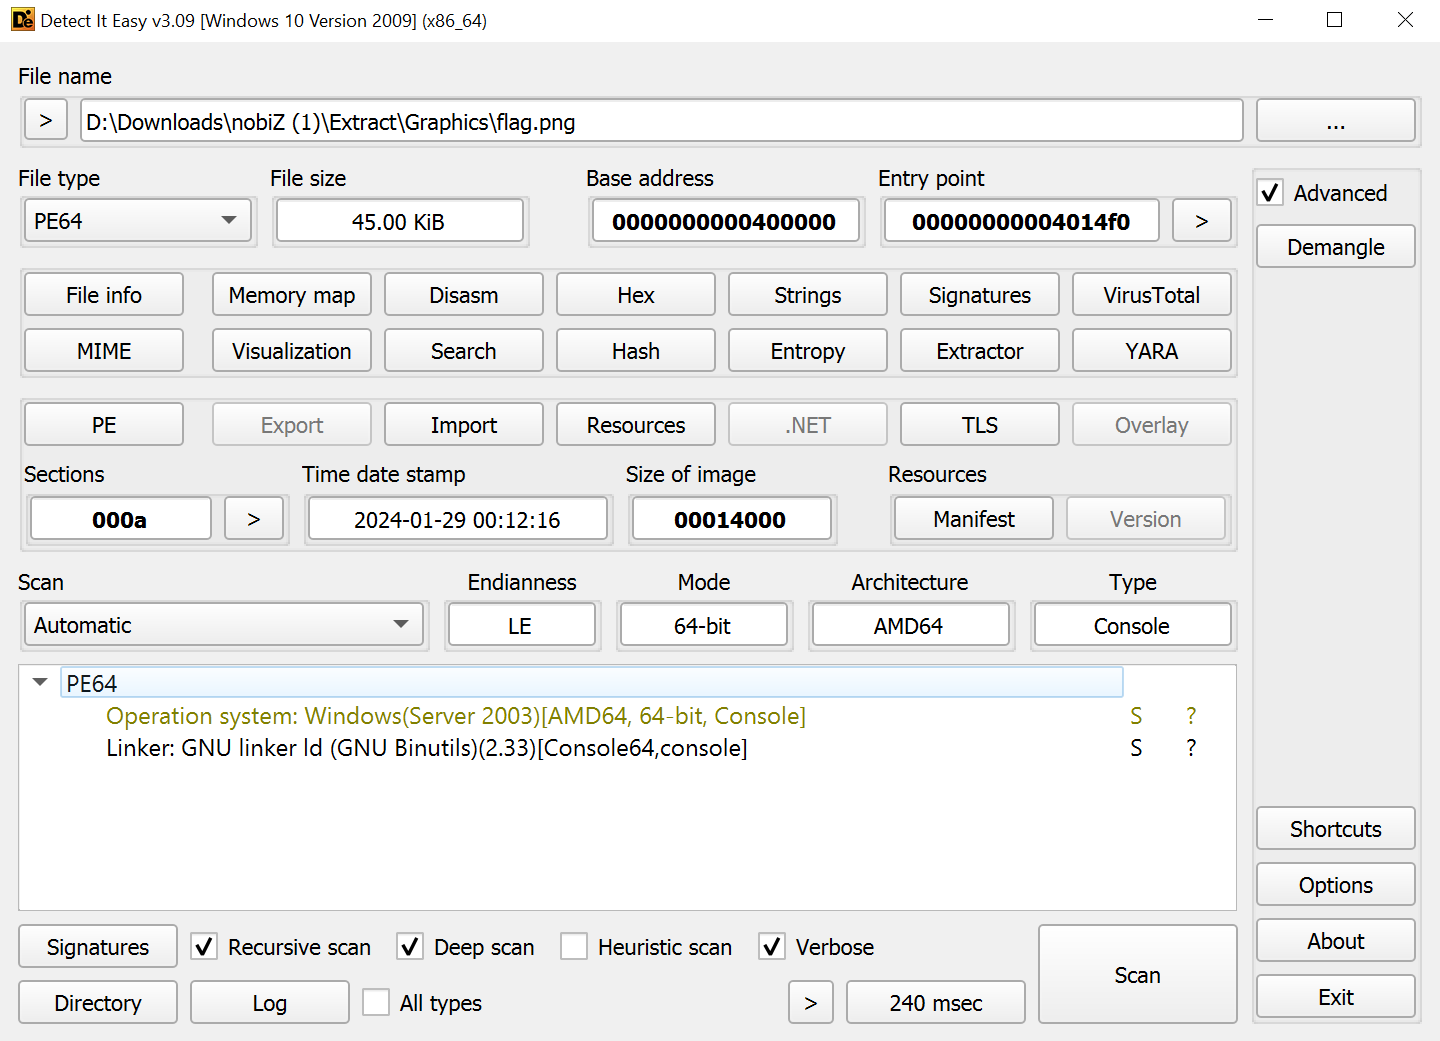 Detect It Easy v3.09 [Windows 10 Version 2009] (x86_64)
File name
> D:\Downloads\nobiZ (1)\Extract\Graphics\flag.png ...
File type File size Base address Entry point
PE64 45.00 KiB 0000000000400000 00000000004014f0 >
Advanced
Demangle
File info Memory map Disasm Hex Strings Signatures VirusTotal
MIME Visualization Search Hash Entropy Extractor YARA
PE Export Import Resources .NET TLS Overlay
Sections Time date stamp Size of image Resources
000a > 2024-01-29 00:12:16 00014000 Manifest Version
Scan Endianness Mode Architecture Type
Automatic LE 64-bit AMD64 Console
PE64
Operation system: Windows(Server 2003)[AMD64, 64-bit, Console] S ?
Linker: GNU linker ld (GNU Binutils)(2.33)[Console64,console] S ?
Shortcuts
Options
Signatures Recursive scan Deep scan Heuristic scan Verbose
About
Scan
Directory Log All types > 240 msec
Exit